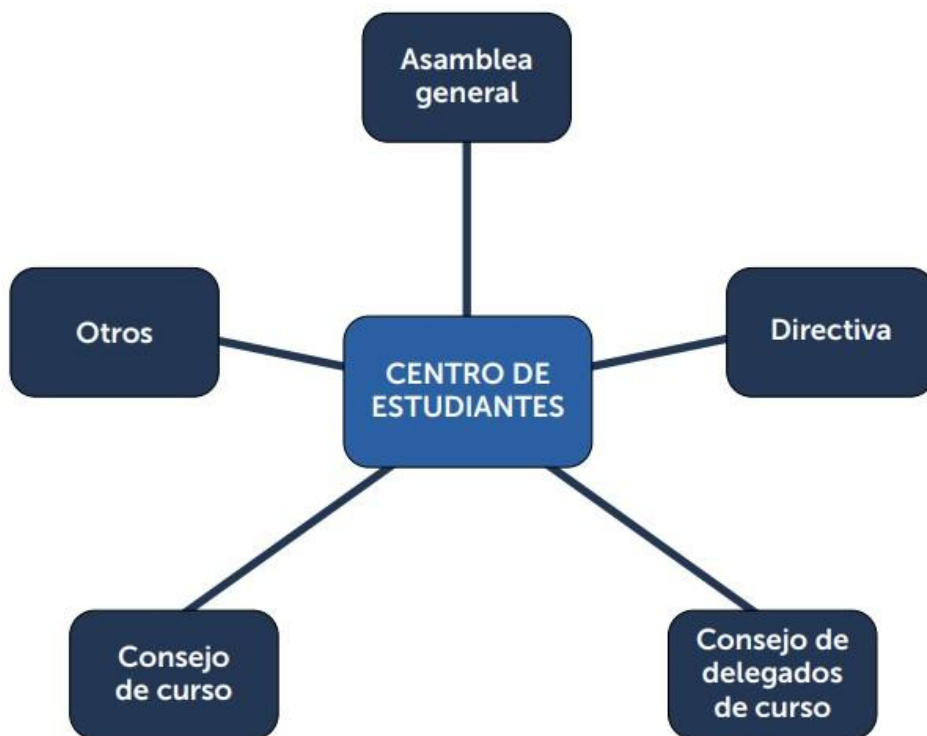 Asamblea
general
Otros
CENTRO DE
ESTUDIANTES
Directiva
Consejo
de curso
Consejo de
delegados
de curso